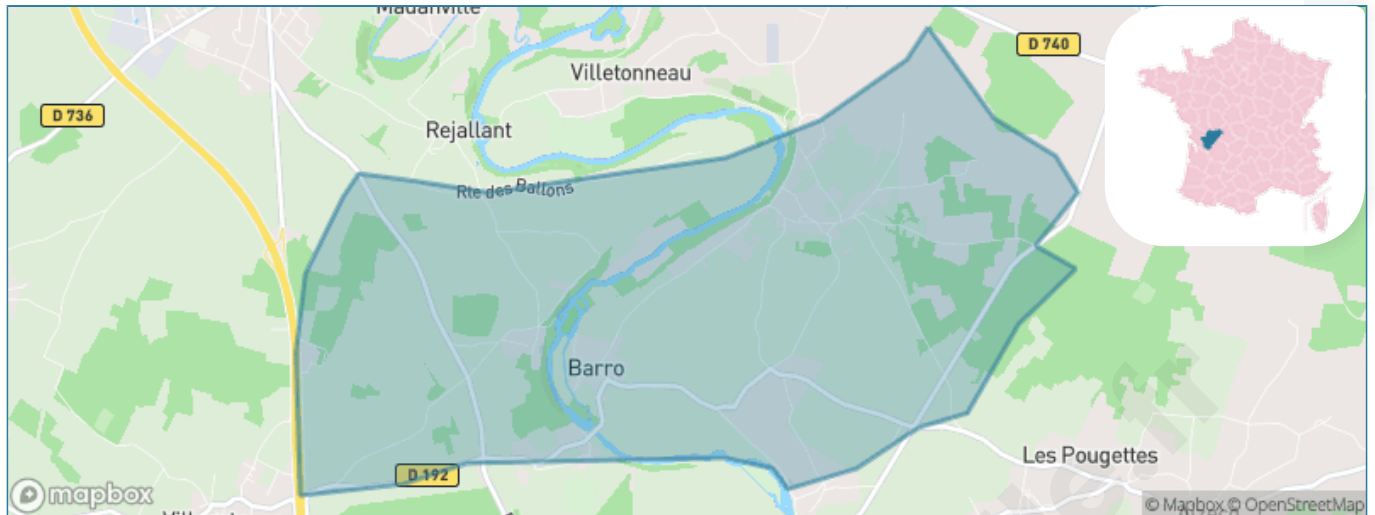 Madanville
D 740
Villetonneau
D 736
Rejallant
Rte des Ballons
Barro
Les Pougettes
D 192
mapbox
© Mapbox © OpenStreetMap